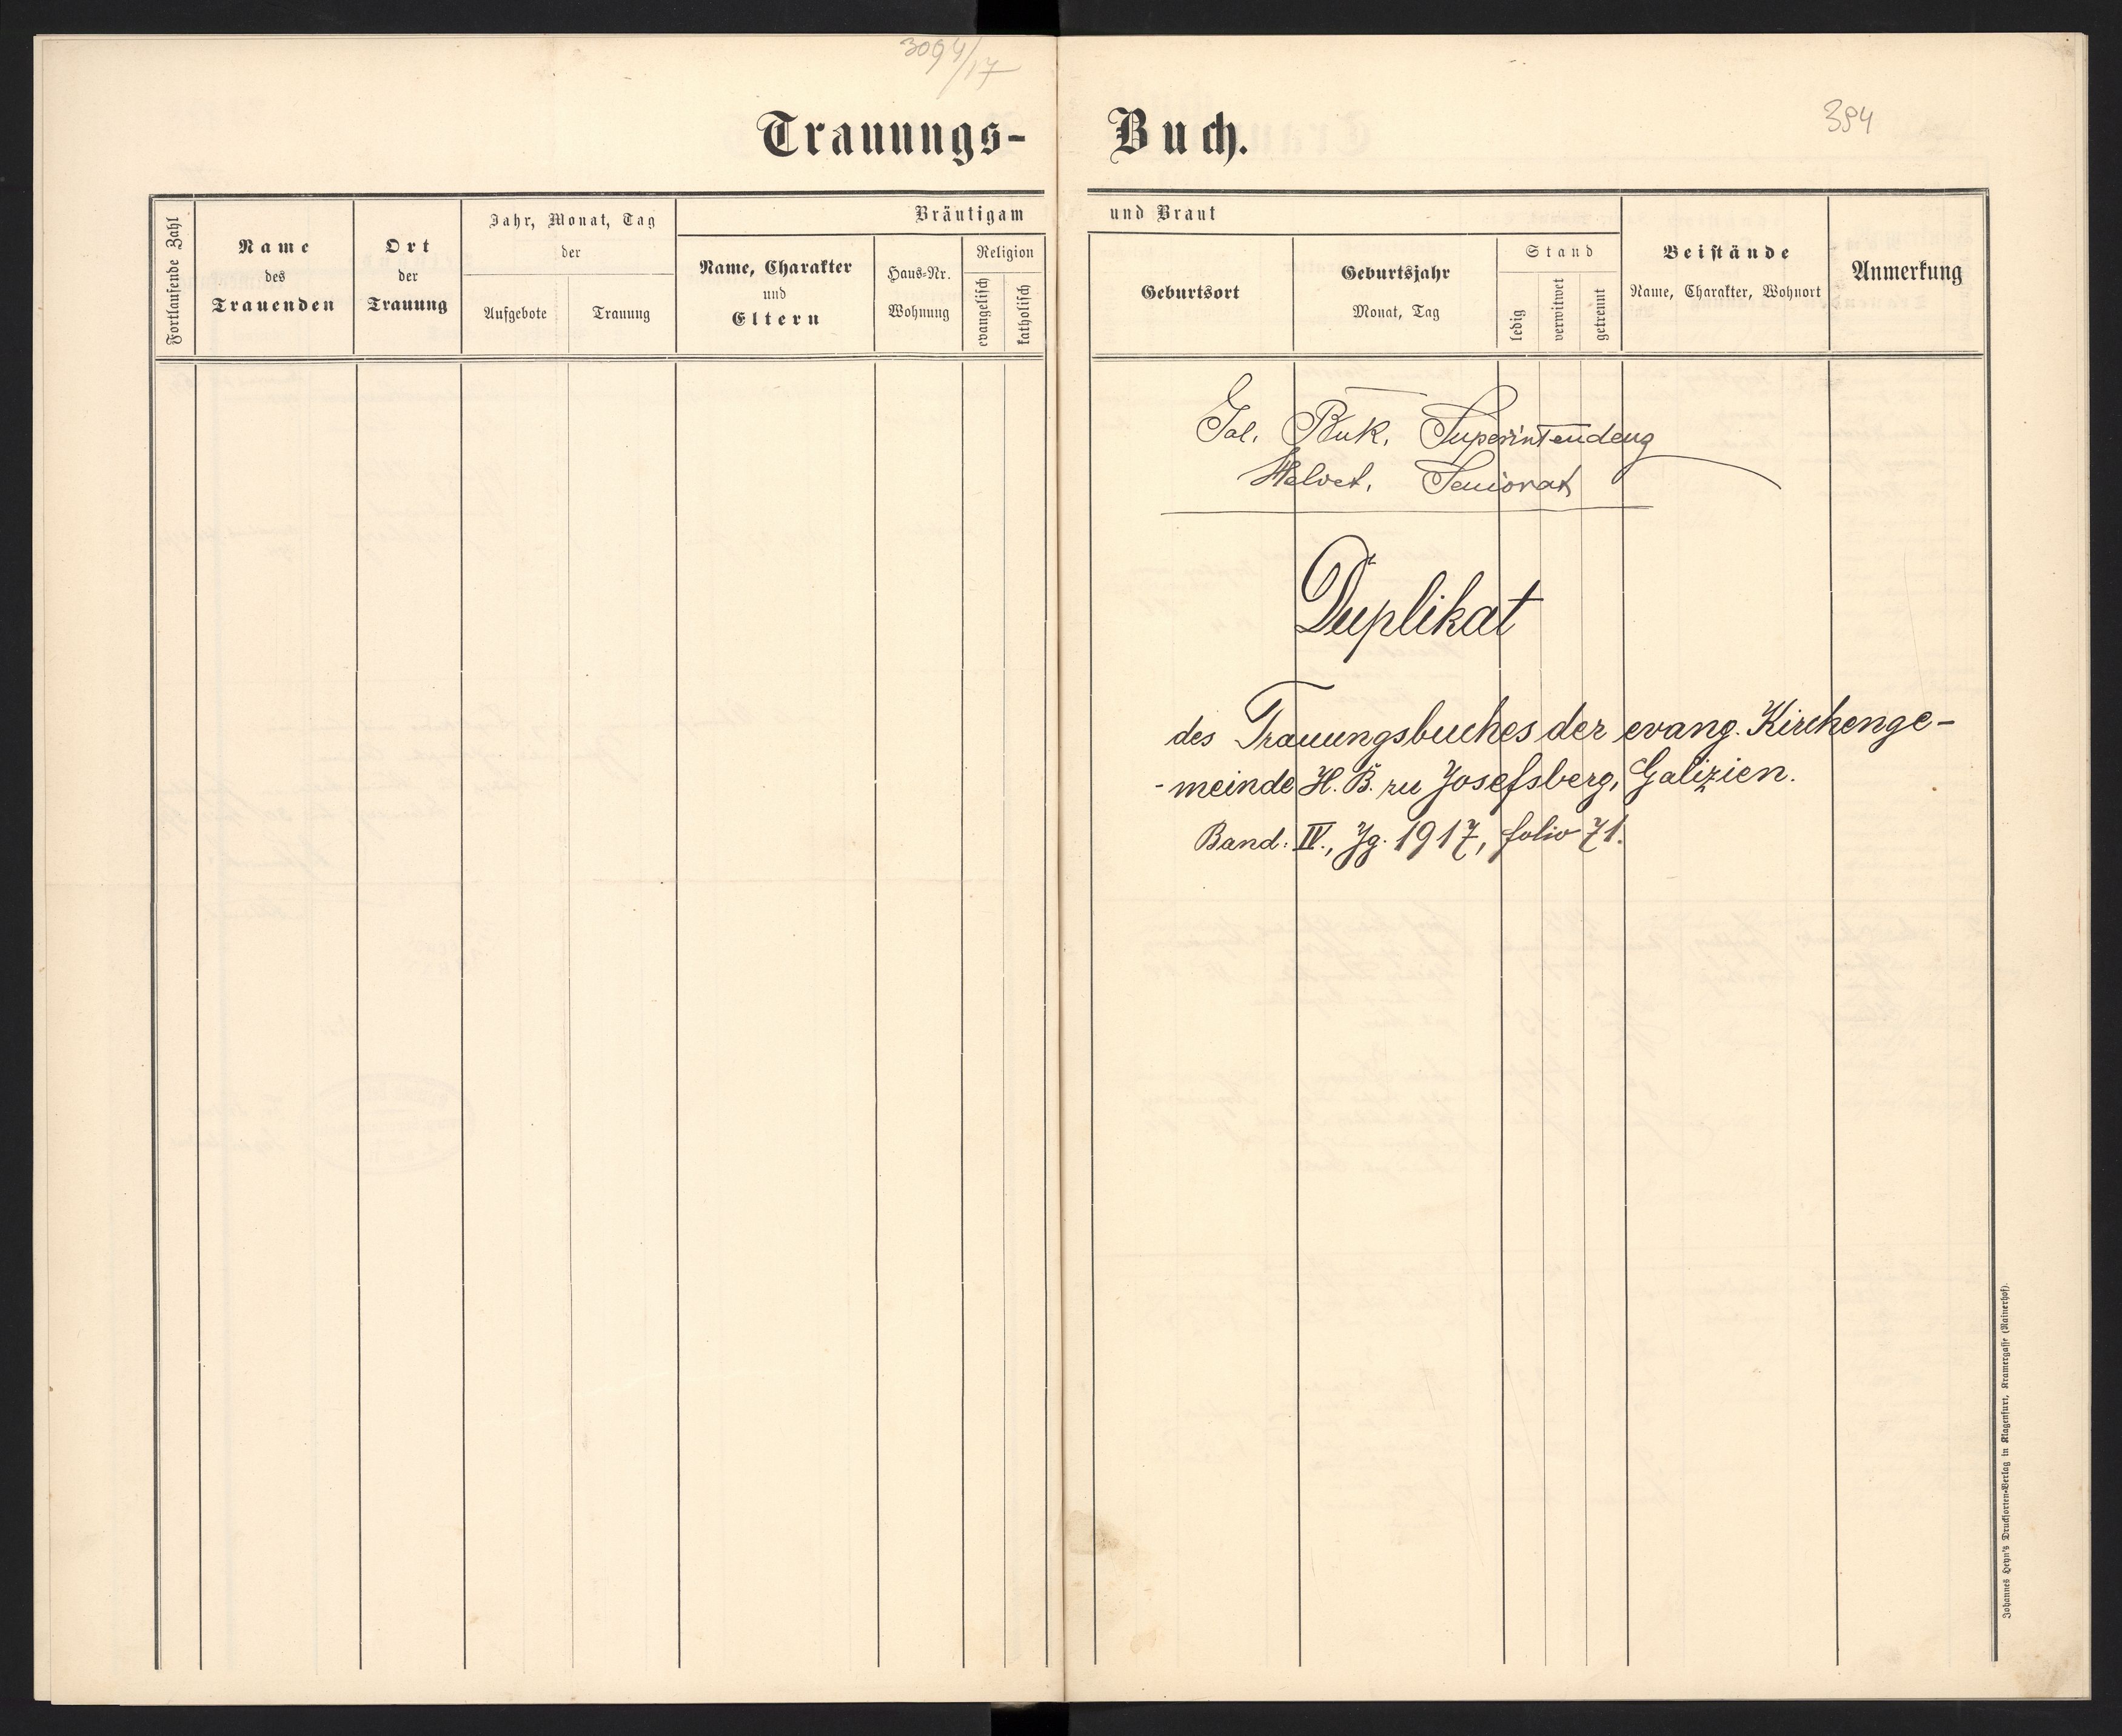 3094/17
394
Trauungs-Buch.
Fortlaufende Zahl
Name
des
Trauenden
Ort
der
Trauung
Jahr, Monat, Tag
der
Aufgebote
Trauung
Bräutigam und Braut
Name, Charakter
und
Eltern
Haus-Nr.
Wohnung
Religion
evangelisch
katholisch
Geburtsort
Geburtsjahr
Monat, Tag
Stand
ledig
verwitwet
getrennt
Beistände
Name, Charakter, Wohnort
Anmerkung
Gal. Buk. Superintendenz
Helvet. Seniorat
Duplikat
des Trauungsbuches der evang. Kirchenge-
-meinde H. B. zu Josefsberg, Galizien.
Band: IV., Jg. 1917, folio 71.
Johannes Heyn's Drucksorten-Verlag in Klagenfurt, Kramergasse (Rainerhof).